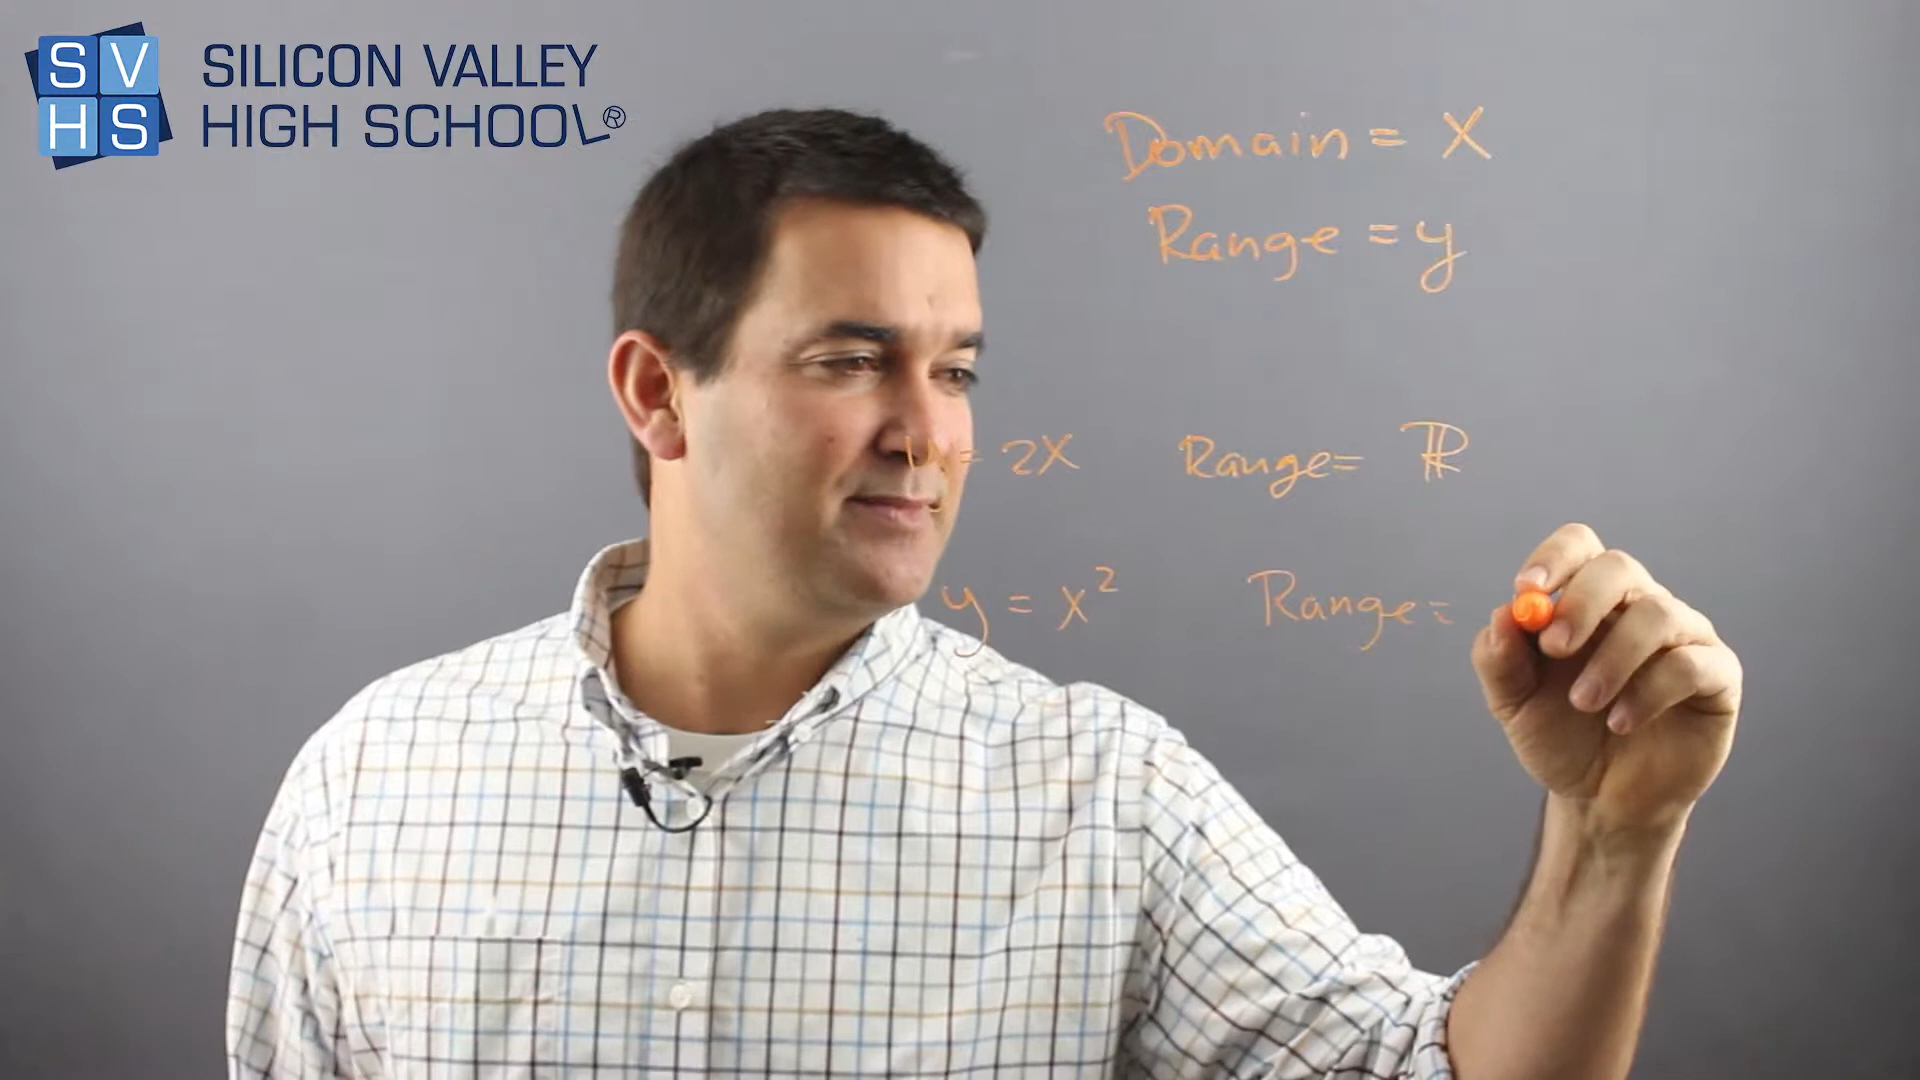 SVHS SILICON VALLEY HIGH SCHOOL®
Domain = X
Range = y
y = 2X Range= ℝ
y = x² Range=